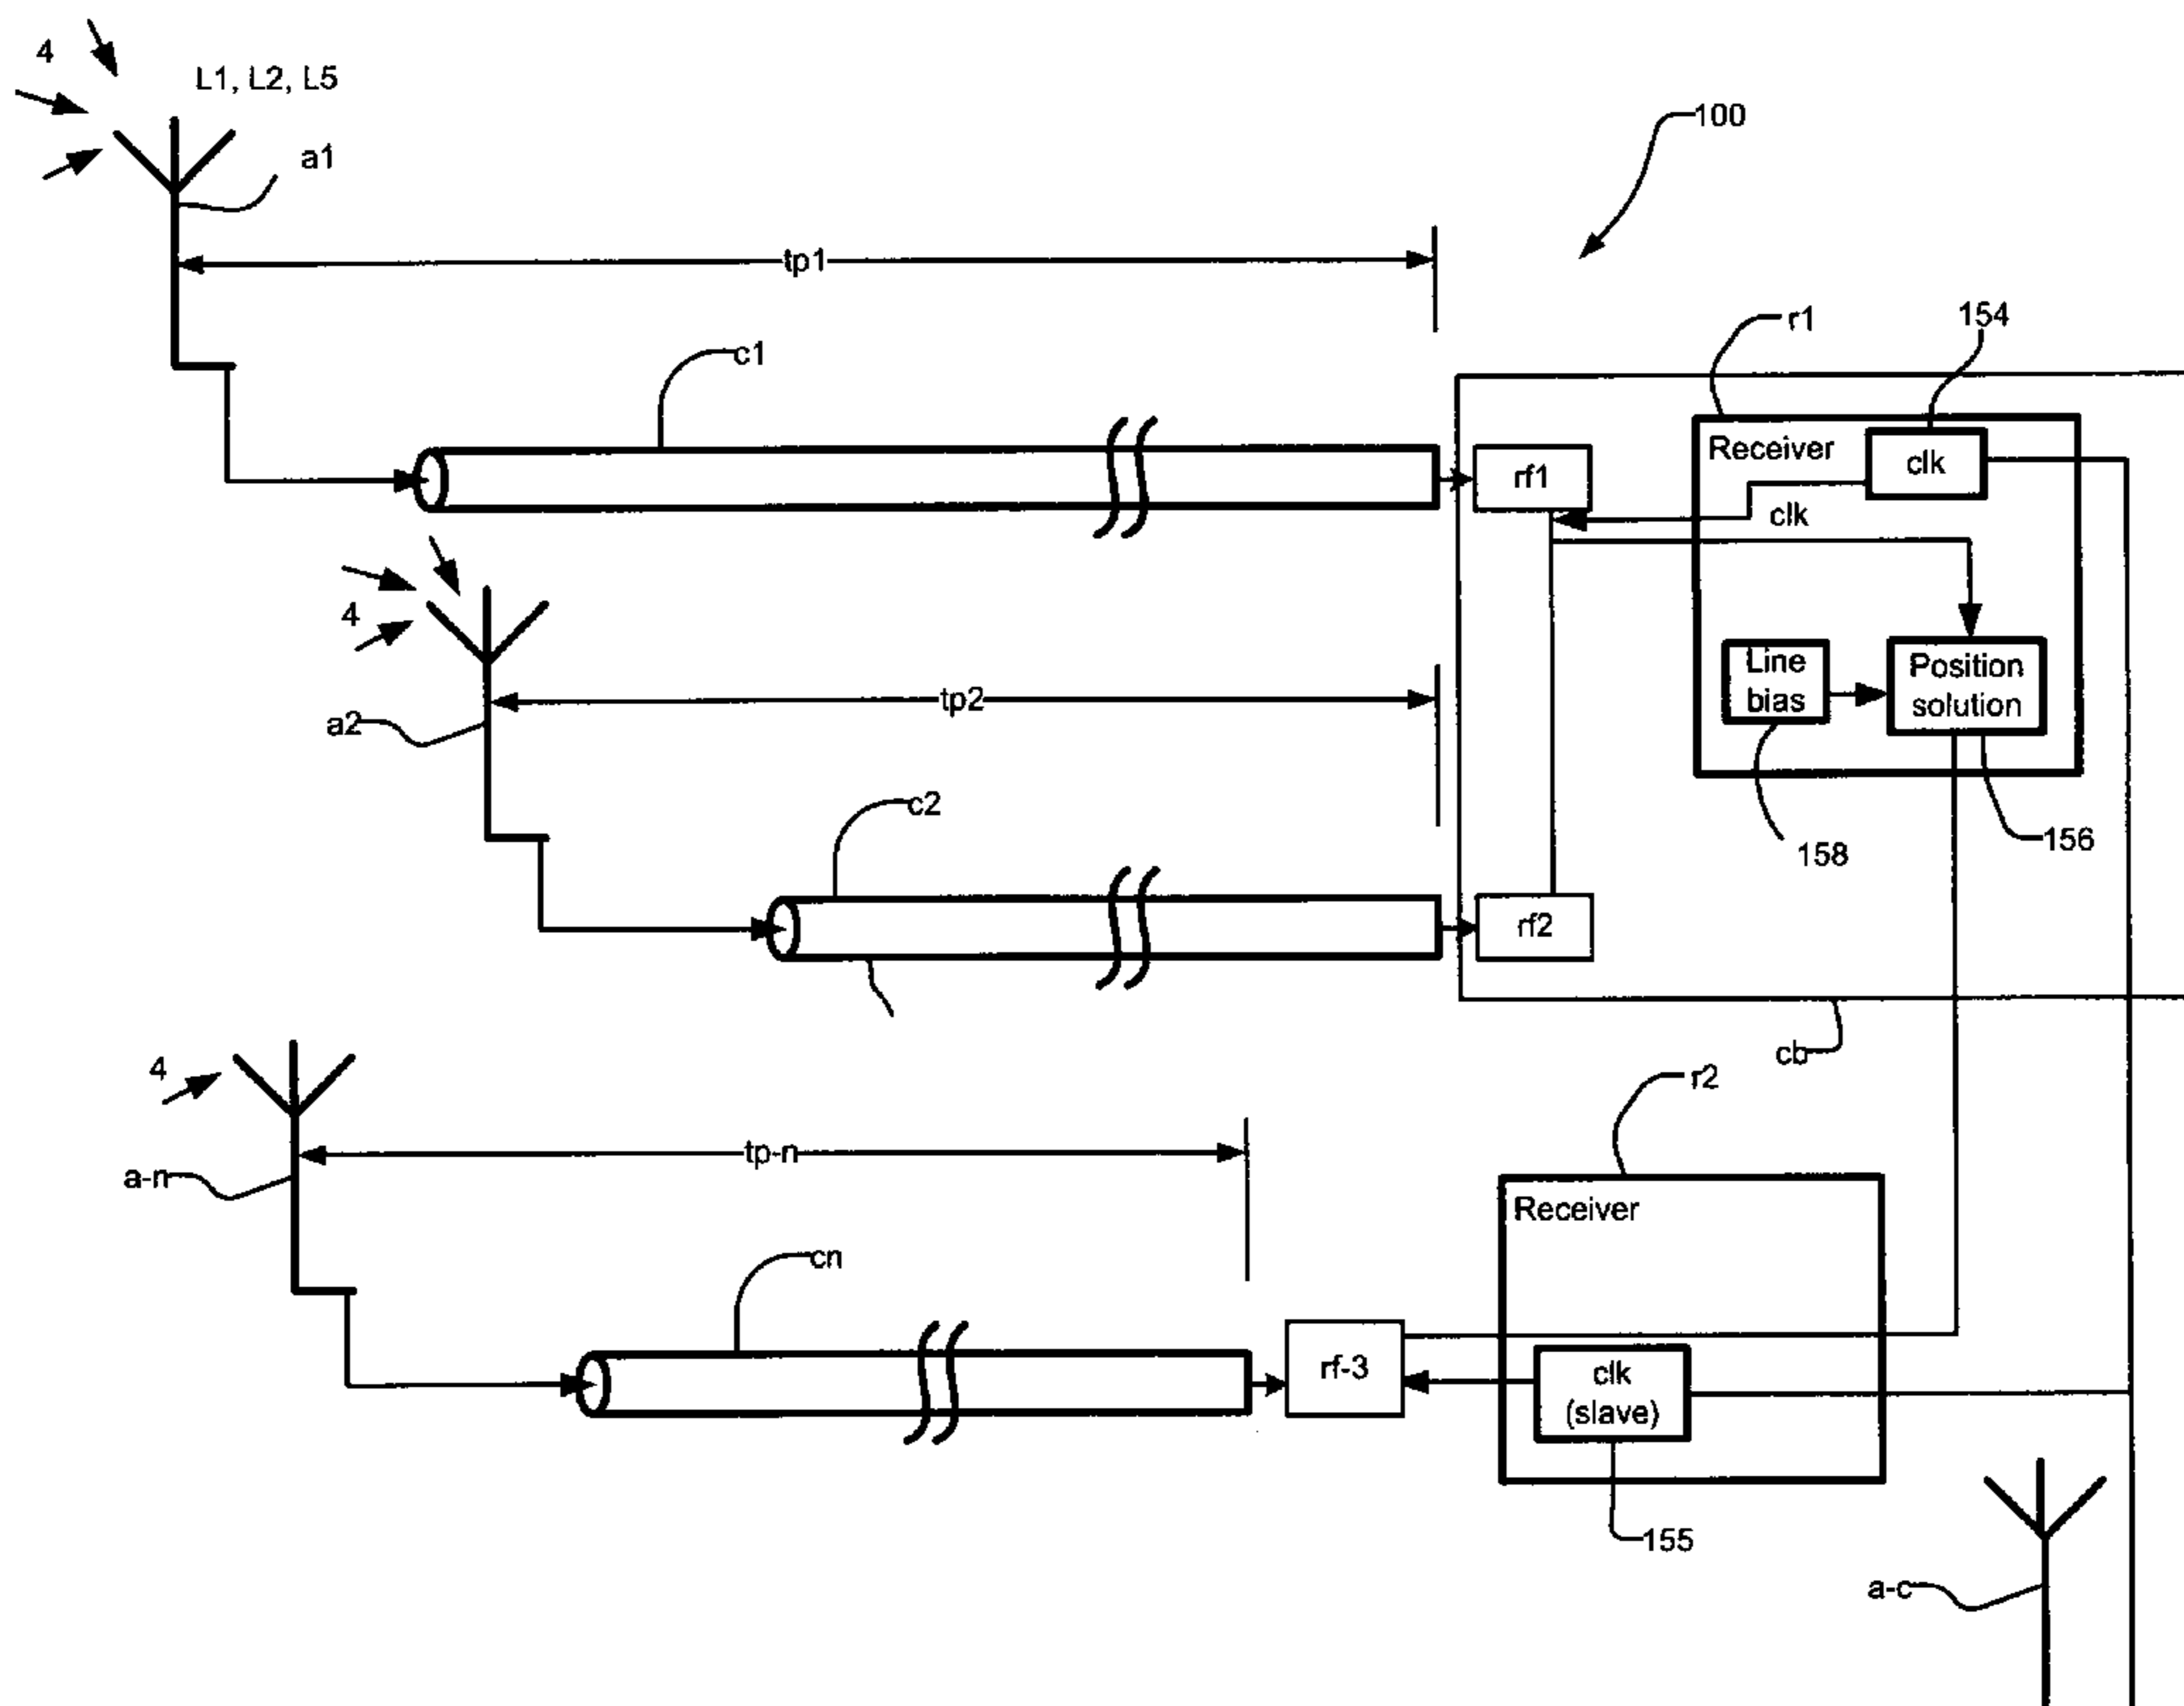 4
L1, L2, L5
a1
100
tp1
r1
154
c1
Receiver
clk
rf1
clk
4
Line
bias
Position
solution
tp2
a2
c2
158
156
rf2
cb
4
r2
tp-n
a-n
Receiver
cn
rf-3
clk
(slave)
155
a-c